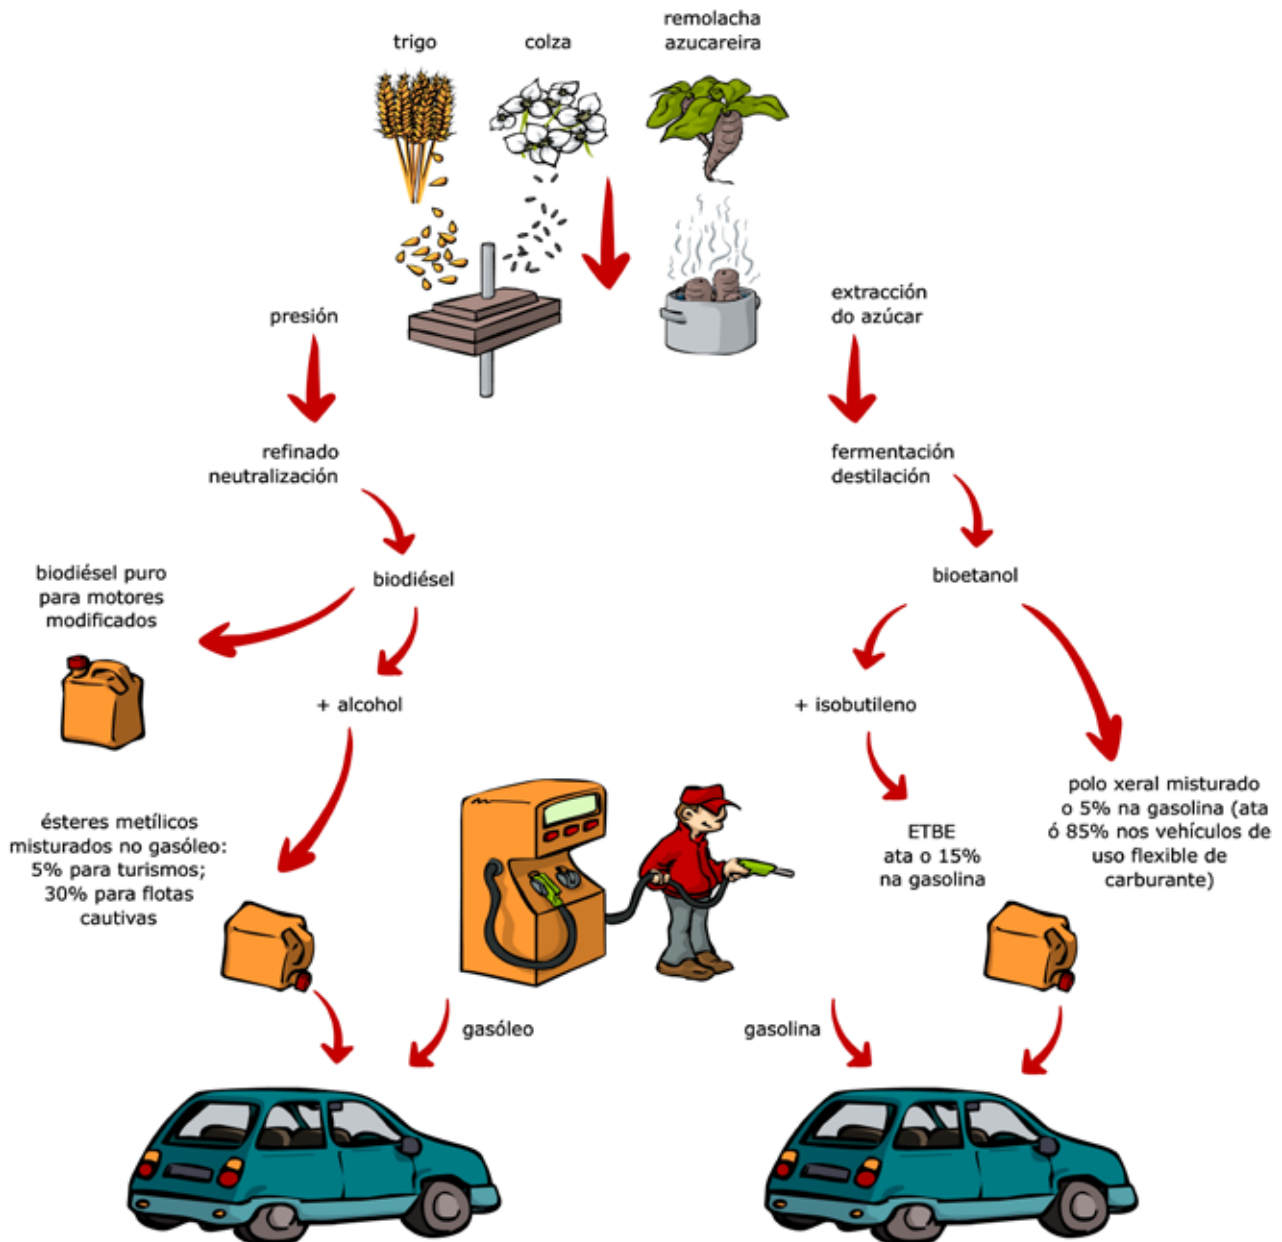 trigo
colza
remolacha
azucareira
presión
extracción
do azúcar
refinado
neutralización
fermentación
destilación
biodiésel puro
para motores
modificados
biodiésel
bioetanol
+ alcohol
+ isobutileno
ésteres metílicos
misturados no gasóleo:
5% para turismos;
30% para flotas
cautivas
ETBE
ata o 15%
na gasolina
polo xeral misturado
o 5% na gasolina (ata
ó 85% nos vehículos de
uso flexible de
carburante)
gasóleo
gasolina